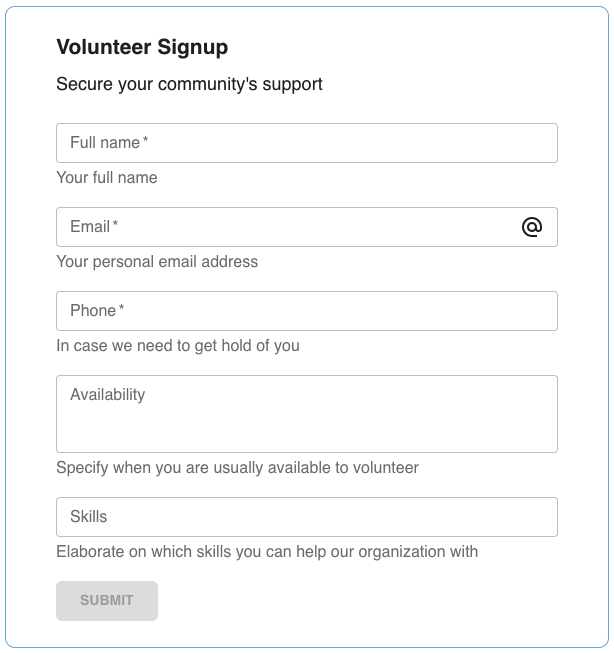 Volunteer Signup
Secure your community's support
Full name *
Your full name
Email *
@
Your personal email address
Phone *
In case we need to get hold of you
Availability
Specify when you are usually available to volunteer
Skills
Elaborate on which skills you can help our organization with
SUBMIT